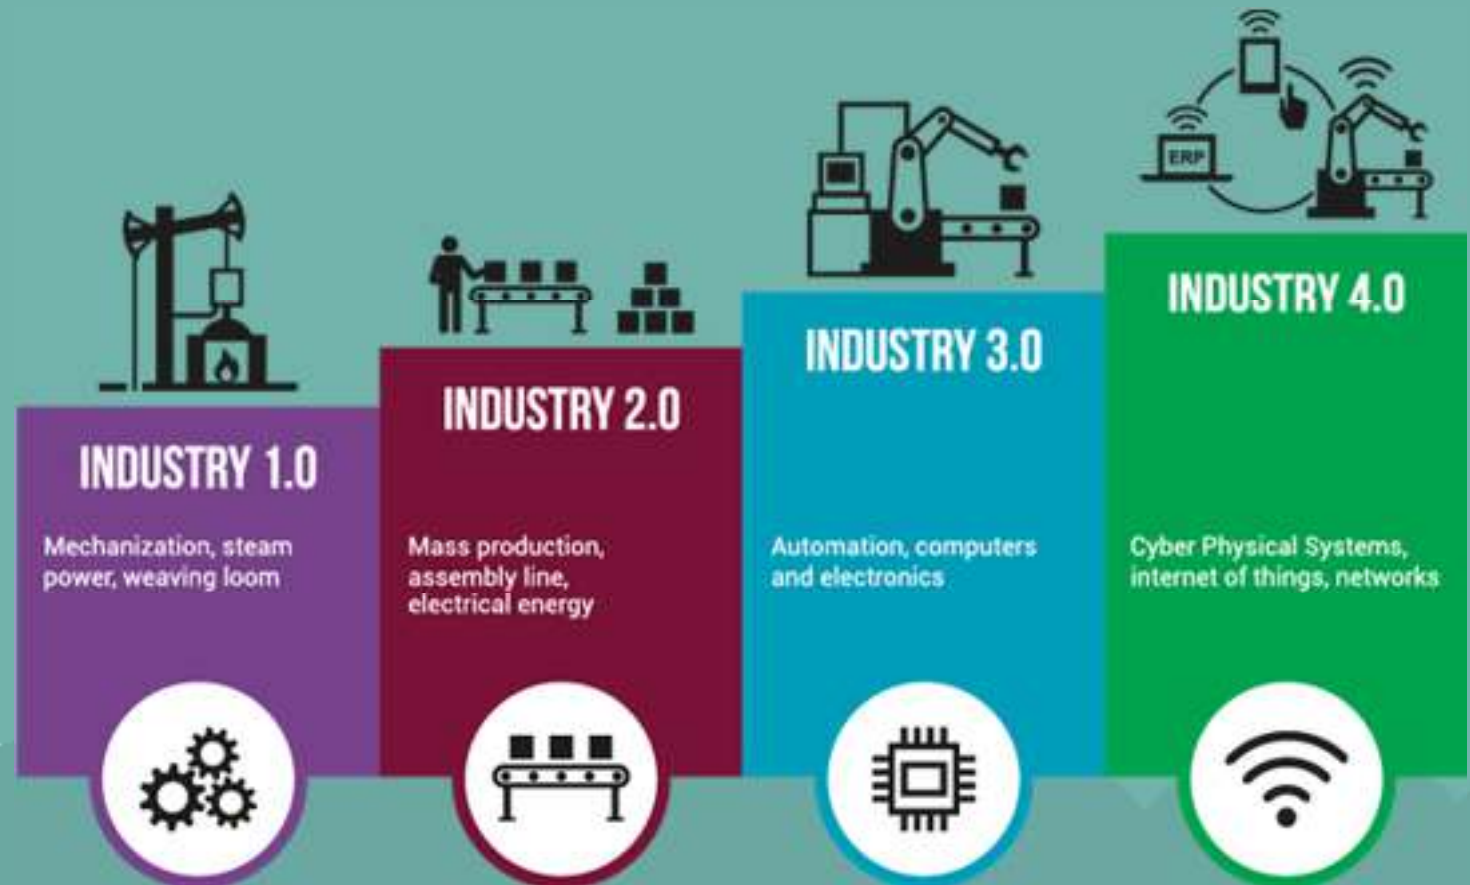 INDUSTRY 1.0
Mechanization, steam
power, weaving loom
INDUSTRY 2.0
Mass production,
assembly line,
electrical energy
INDUSTRY 3.0
Automation, computers
and electronics
ERP
INDUSTRY 4.0
Cyber Physical Systems,
internet of things, networks